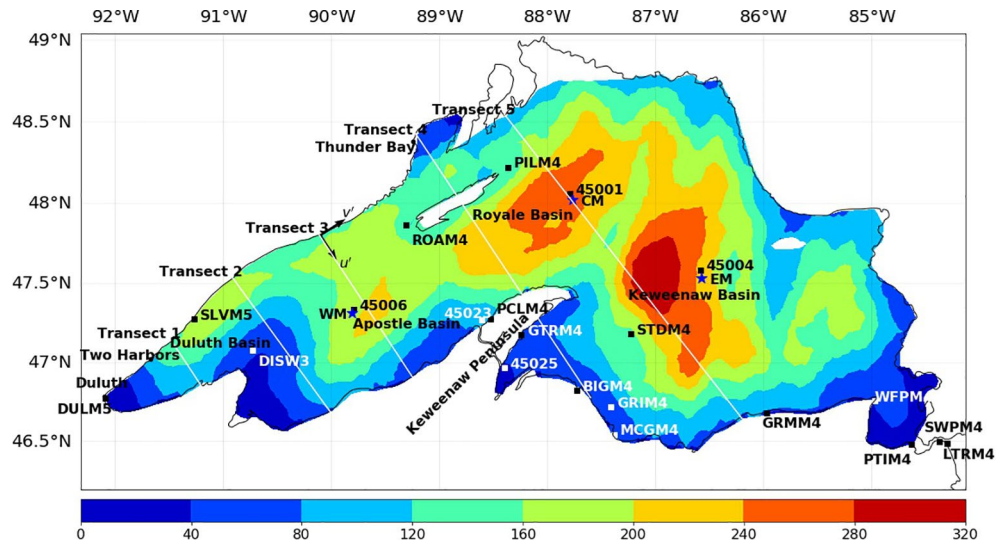 92°W 91°W 90°W 89°W 88°W 87°W 86°W 85°W
49°N
Transect 5
48.5°N
Transect 4
Thunder Bay
PILM4
45001
48°N
CM
Royale Basin
v'
Transect 3
ROAM4
u'
Transect 2
45004
47.5°N
EM
Keweenaw Basin
45006
SLVM5
WM
Apostle Basin
45023
PCLM4
Transect 1
Duluth Basin
GTRM4
STDM4
Two Harbors
47°N
DISW3
45025
Keweenaw Peninsula
Duluth
BIGM4
DULM5
GRIM4
WFPM
GRMM4
MCGM4
SWPM4
46.5°N
PTIM4
LTRM4
0 40 80 120 160 200 240 280 320